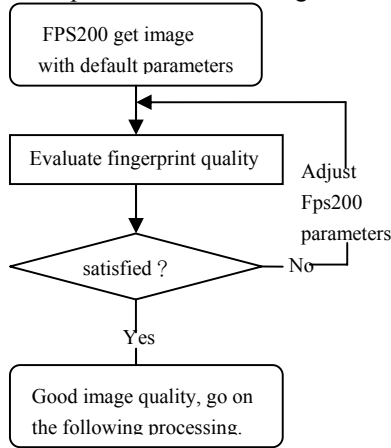 FPS200 get image
with default parameters
Evaluate fingerprint quality
Adjust
Fps200
parameters
satisfied？
No
Yes
Good image quality, go on
the following processing.